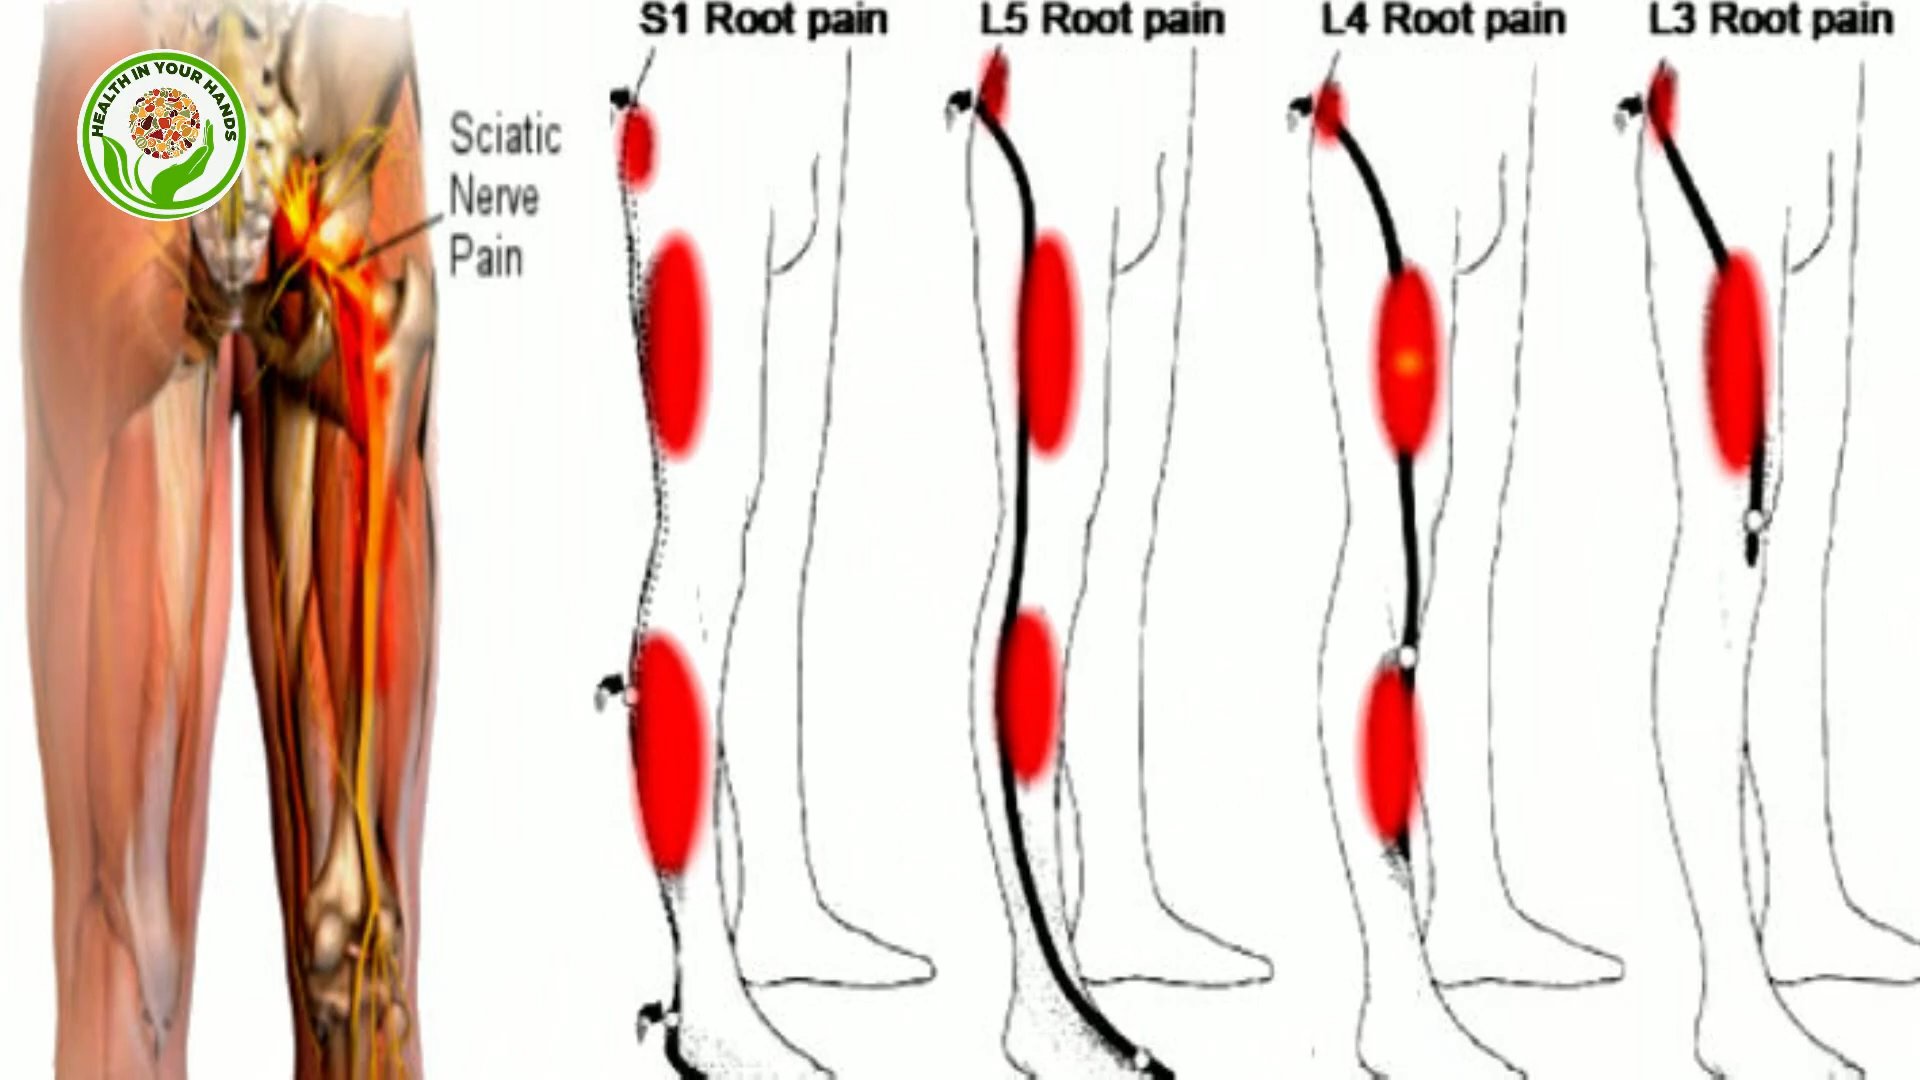 HEALTH IN YOUR HANDS
Sciatic
Nerve
Pain
S1 Root pain
L5 Root pain
L4 Root pain
L3 Root pain